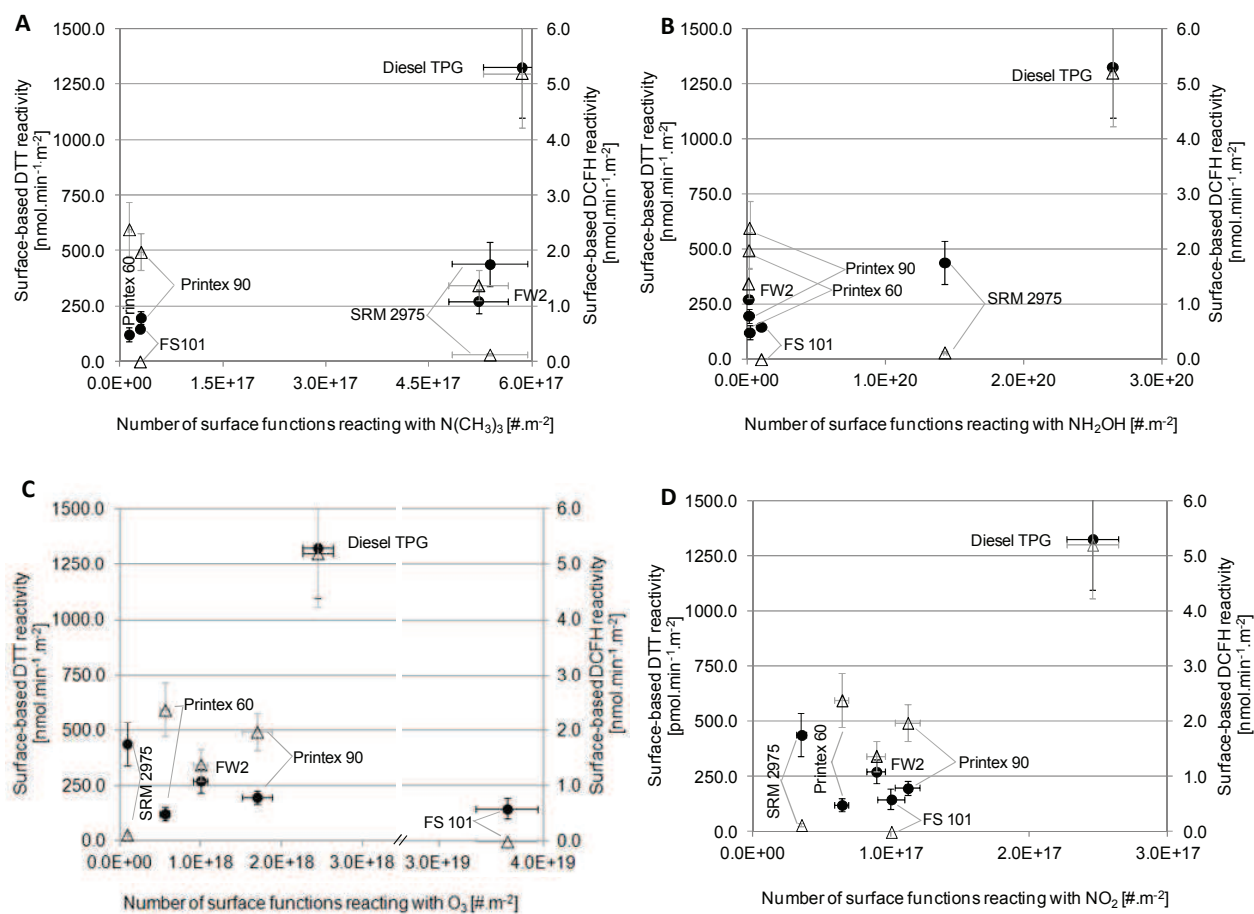 A
Surface-based DTT reactivity
[nmol.min⁻¹·m⁻²]
1500.0
1250.0
1000.0
750.0
500.0
250.0
0.0
6.0
5.0
4.0
3.0
2.0
1.0
0.0
Surface-based DCFH reactivity
[nmol.min⁻¹.m⁻²]
Diesel TPG
Printex 60
Printex 90
FW2
SRM 2975
FS101
0.0E+00 1.5E+17 3.0E+17 4.5E+17 6.0E+17
Number of surface functions reacting with N(CH₃)₃ [#.m⁻²]
B
Surface-based DTT reactivity
[nmol.min⁻¹.m⁻²]
1500.0
1250.0
1000.0
750.0
500.0
250.0
0.0
6.0
5.0
4.0
3.0
2.0
1.0
0.0
Surface-based DCFH reactivity
[nmol.min⁻¹.m⁻²]
Diesel TPG
Printex 90
FW2
Printex 60
SRM 2975
FS 101
0.0E+00 1.0E+20 2.0E+20 3.0E+20
Number of surface functions reacting with NH₂OH [#.m⁻²]
C
Surface-based DTT reactivity
[nmol.min⁻¹.m⁻²]
1500.0
1250.0
1000.0
750.0
500.0
250.0
0.0
6.0
5.0
4.0
3.0
2.0
1.0
0.0
Surface-based DCFH reactivity
[nmol.min⁻¹.m⁻²]
Diesel TPG
Printex 60
SRM 2975
FW2
Printex 90
FS 101
0.0E+00 1.0E+18 2.0E+18 3.0E+18 3.0E+19 4.0E+19
Number of surface functions reacting with O₃ [#.m⁻²]
D
Surface-based DTT reactivity
[pmol.min⁻¹.m⁻²]
1500.0
1250.0
1000.0
750.0
500.0
250.0
0.0
6.0
5.0
4.0
3.0
2.0
1.0
0.0
Surface-based DCFH reactivity
[nmol.min⁻¹.m⁻²]
Diesel TPG
SRM 2975
Printex 60
FW2
Printex 90
FS 101
0.0E+00 1.0E+17 2.0E+17 3.0E+17
Number of surface functions reacting with NO₂ [#.m⁻²]